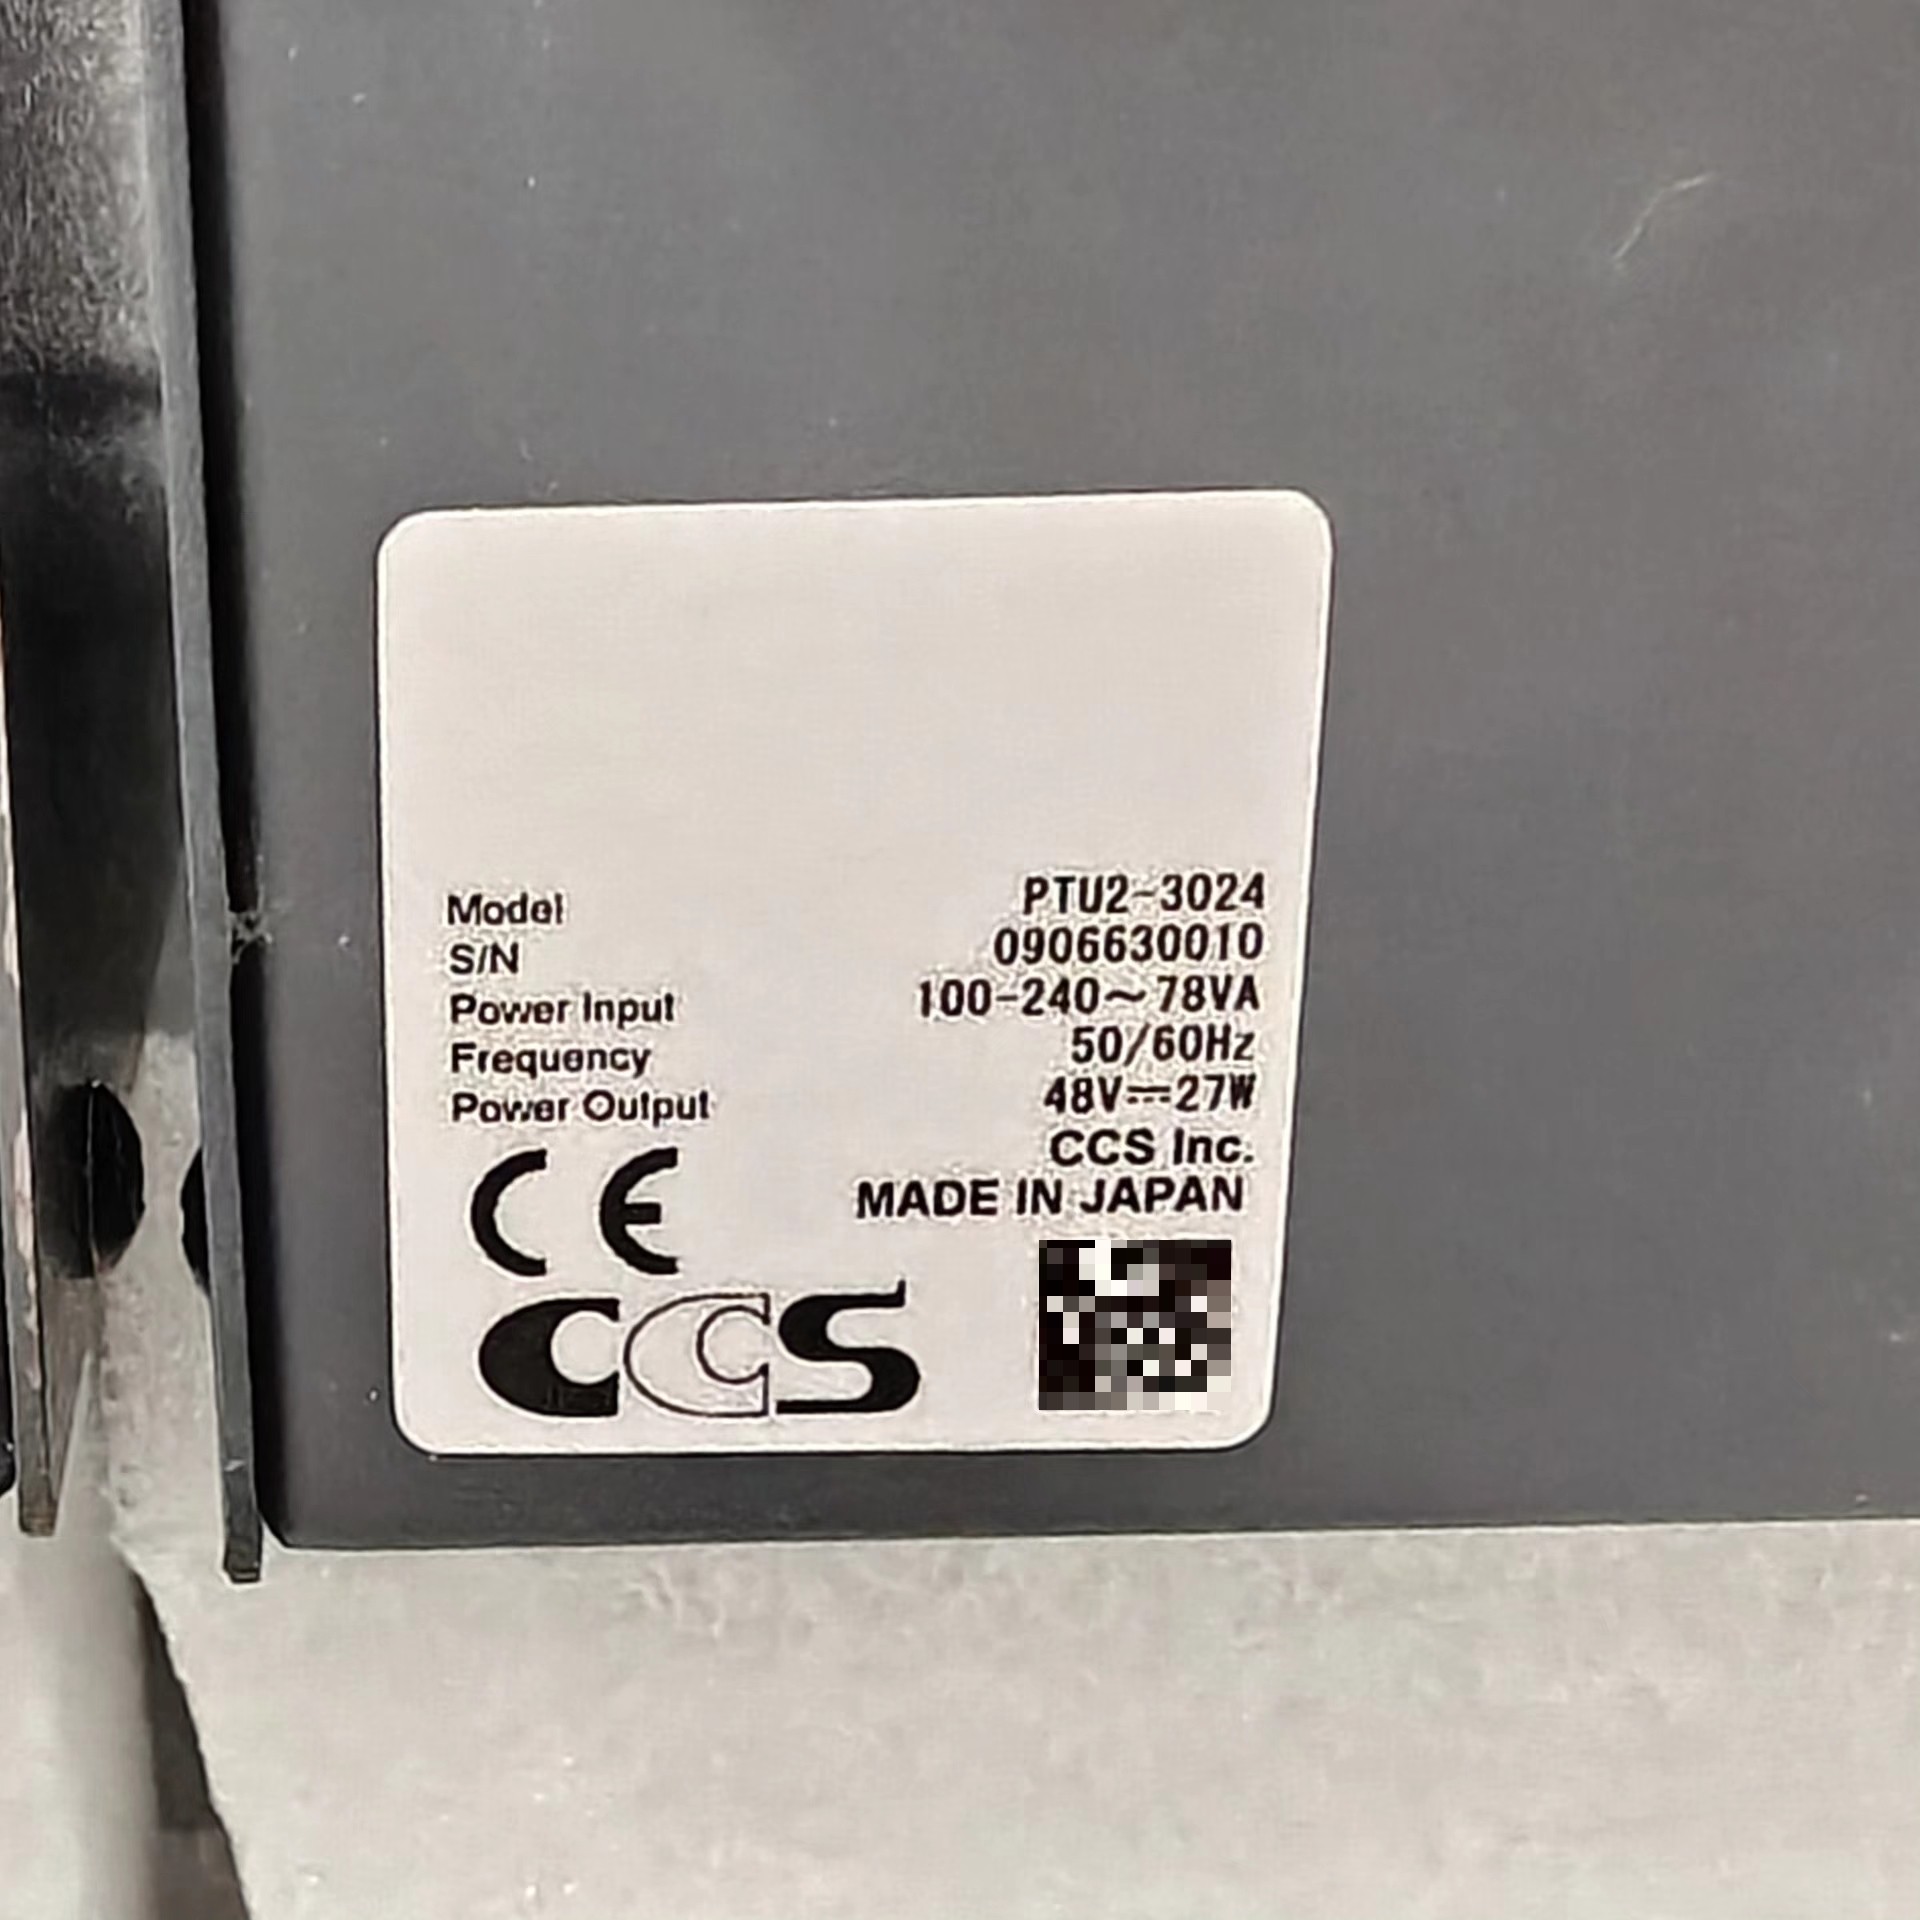 Model PTU2-3024
S/N 0906630010
Power Input 100-240~78VA
Frequency 50/60Hz
Power Output 48V⎓27W
CCS Inc.
MADE IN JAPAN
CE
CCS